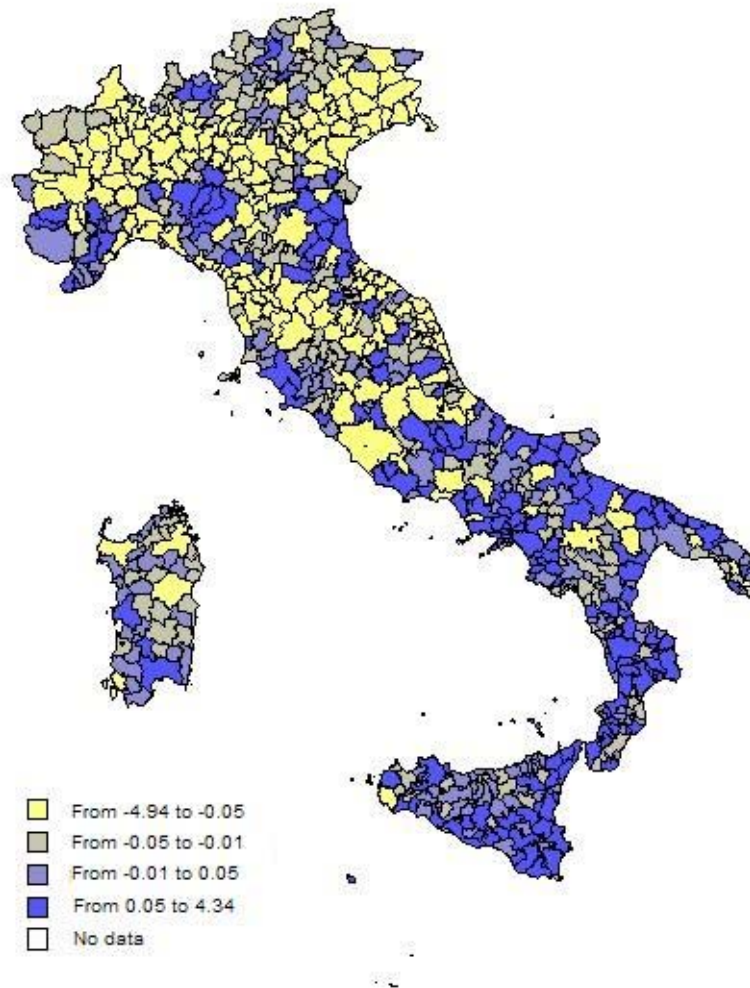 From -4.94 to -0.05
From -0.05 to -0.01
From -0.01 to 0.05
From 0.05 to 4.34
No data